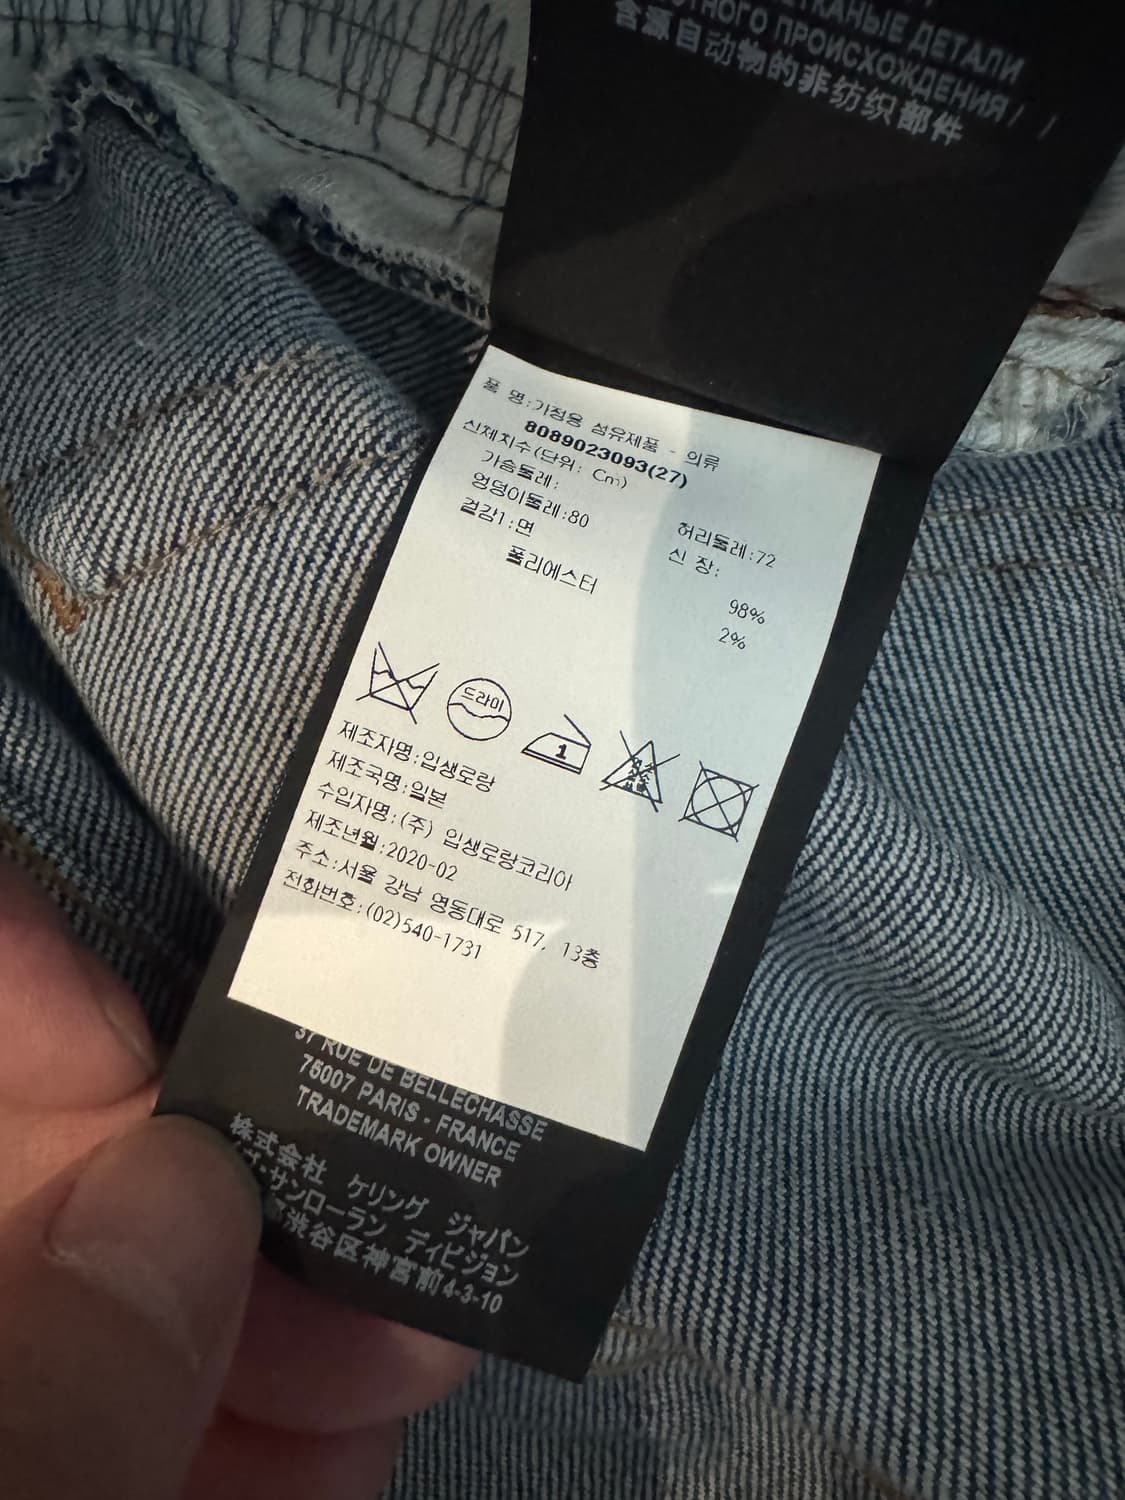 ТКАНЫЕ ДЕТАЛИ
ОТНОГО ПРОИСХОЖДЕНИЯ / /
含源自动物的非纺织部件
품 명:가정용 섬유제품 - 의류
8089023093(27)
신체치수(단위: Cm)
가슴둘레:
허리둘레:72
엉덩이둘레:80
신 장:
겉감1:면 98%
폴리에스터 2%
드라이
1
제조자명:입생로랑
제조국명:일본
수입자명:(주) 입생로랑코리아
제조년월:2020-02
주소:서울 강남 영동대로 517, 13층
전화번호:(02)540-1731
37 RUE DE BELLECHASSE
75007 PARIS - FRANCE
TRADEMARK OWNER
株式会社 ケリング ジャパン
サンローラン ディビジョン
渋谷区神宮前4-3-10